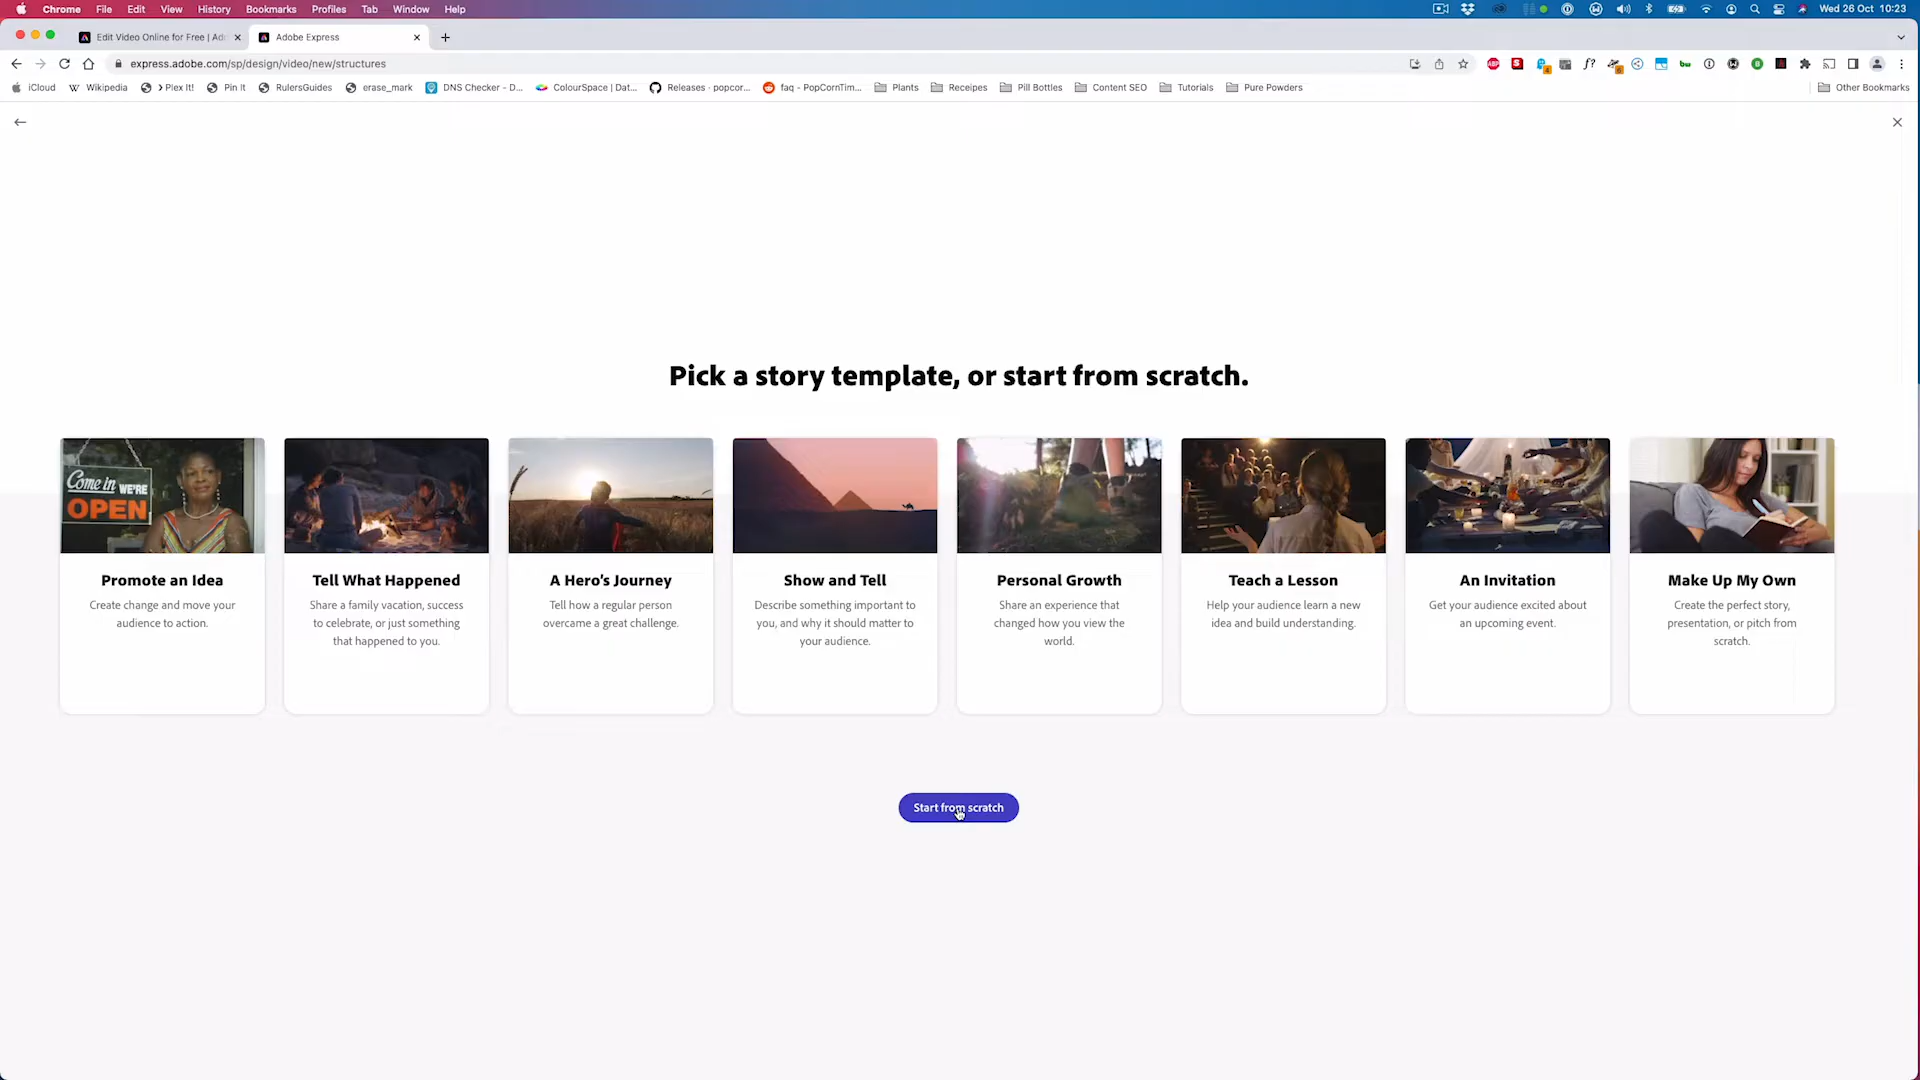 Chrome File Edit View History Bookmarks Profiles Tab Window Help Wed 26 Oct 10:23
Edit Video Online for Free | Ad Adobe Express
express.adobe.com/sp/design/video/new/structures
iCloud Wikipedia > Plex It! Pin It RulersGuides erase_mark DNS Checker - D... ColourSpace | Dat... Releases · popcor... faq - PopCornTim... Plants Receipes Pill Bottles Content SEO Tutorials Pure Powders Other Bookmarks
Pick a story template, or start from scratch.
Come in WE'RE
OPEN
Promote an Idea
Create change and move your
audience to action.
Tell What Happened
Share a family vacation, success
to celebrate, or just something
that happened to you.
A Hero's Journey
Tell how a regular person
overcame a great challenge.
Show and Tell
Describe something important to
you, and why it should matter to
your audience.
Personal Growth
Share an experience that
changed how you view the
world.
Teach a Lesson
Help your audience learn a new
idea and build understanding.
An Invitation
Get your audience excited about
an upcoming event.
Make Up My Own
Create the perfect story,
presentation, or pitch from
scratch.
Start from scratch